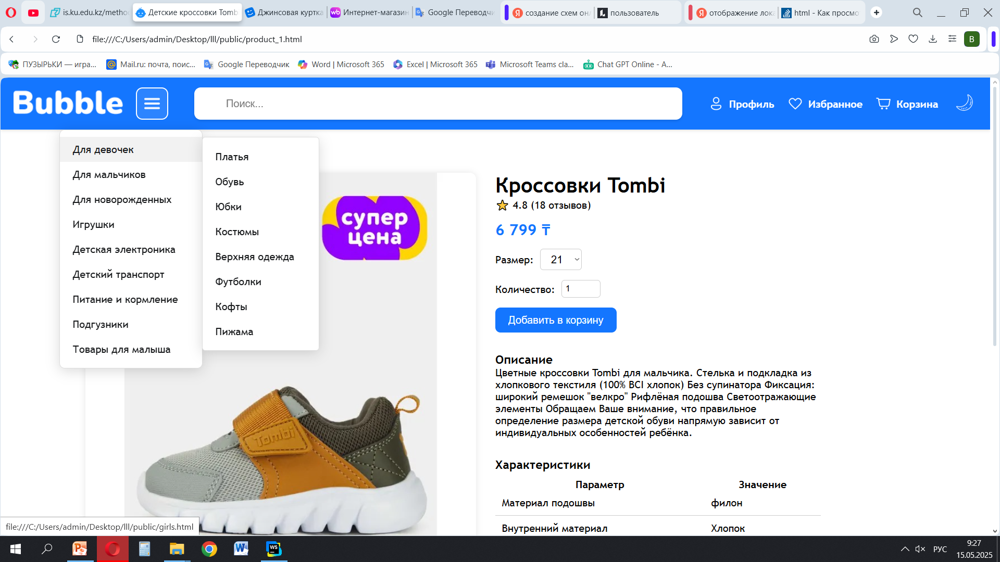 is.ku.edu.kz/metho
Детские кроссовки Tomb
Джинсовая куртка
Интернет-магазин
Google Переводчи
создание схем онл
пользователь
отображение лока
html - Как просмо
file:///C:/Users/admin/Desktop/lll/public/product_1.html
B
ПУЗЫРЬКИ — игра...
Mail.ru: почта, поис...
Google Переводчик
Word | Microsoft 365
Excel | Microsoft 365
Microsoft Teams cla...
Chat GPT Online - A...
Bubble
Поиск...
Профиль
Избранное
Корзина
Для девочек
Для мальчиков
Для новорожденных
Игрушки
Детская электроника
Детский транспорт
Питание и кормление
Подгузники
Товары для малыша
Платья
Обувь
Юбки
Костюмы
Верхняя одежда
Футболки
Кофты
Пижама
супер
цена
Tombi
Кроссовки Tombi
4.8 (18 отзывов)
6 799 ₸
Размер: 21
Количество: 1
Добавить в корзину
Описание
Цветные кроссовки Tombi для мальчика. Стелька и подкладка из
хлопкового текстиля (100% BCI хлопок) Без супинатора Фиксация:
широкий ремешок "велкро" Рифлёная подошва Светоотражающие
элементы Обращаем Ваше внимание, что правильное
определение размера детской обуви напрямую зависит от
индивидуальных особенностей ребёнка.
Характеристики
Параметр Значение
Материал подошвы филон
Внутренний материал Хлопок
file:///C:/Users/admin/Desktop/lll/public/girls.html
РУС
9:27
15.05.2025